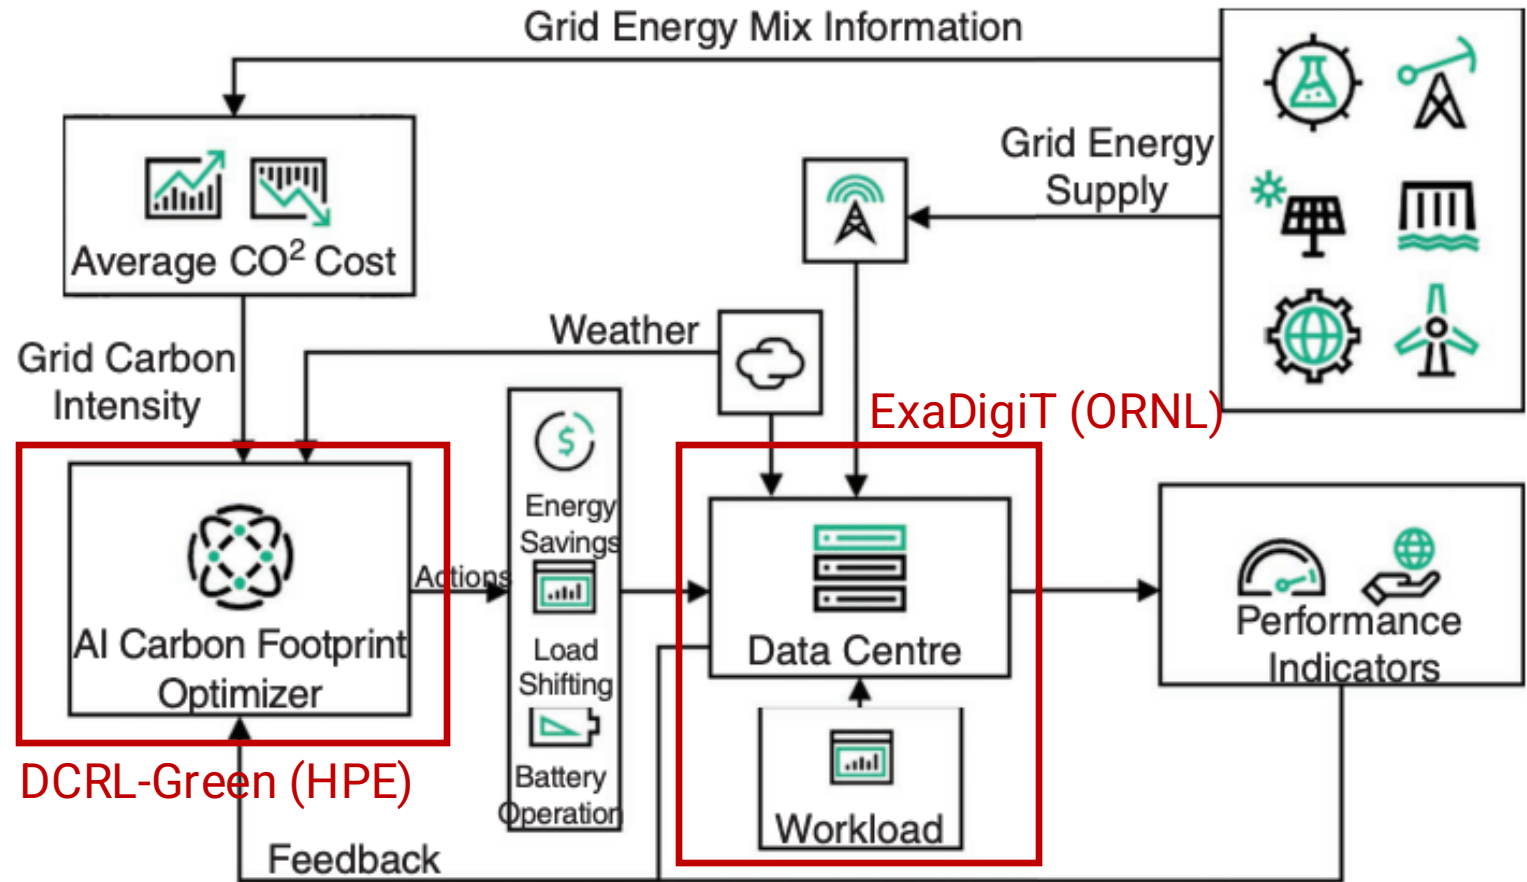 Grid Energy Mix Information
Grid Energy
Supply
Average CO² Cost
Weather
Grid Carbon
Intensity
ExaDigiT (ORNL)
Energy
Savings
Actions
Load
Shifting
Battery
Operation
AI Carbon Footprint
Optimizer
DCRL-Green (HPE)
Data Centre
Workload
Performance
Indicators
Feedback